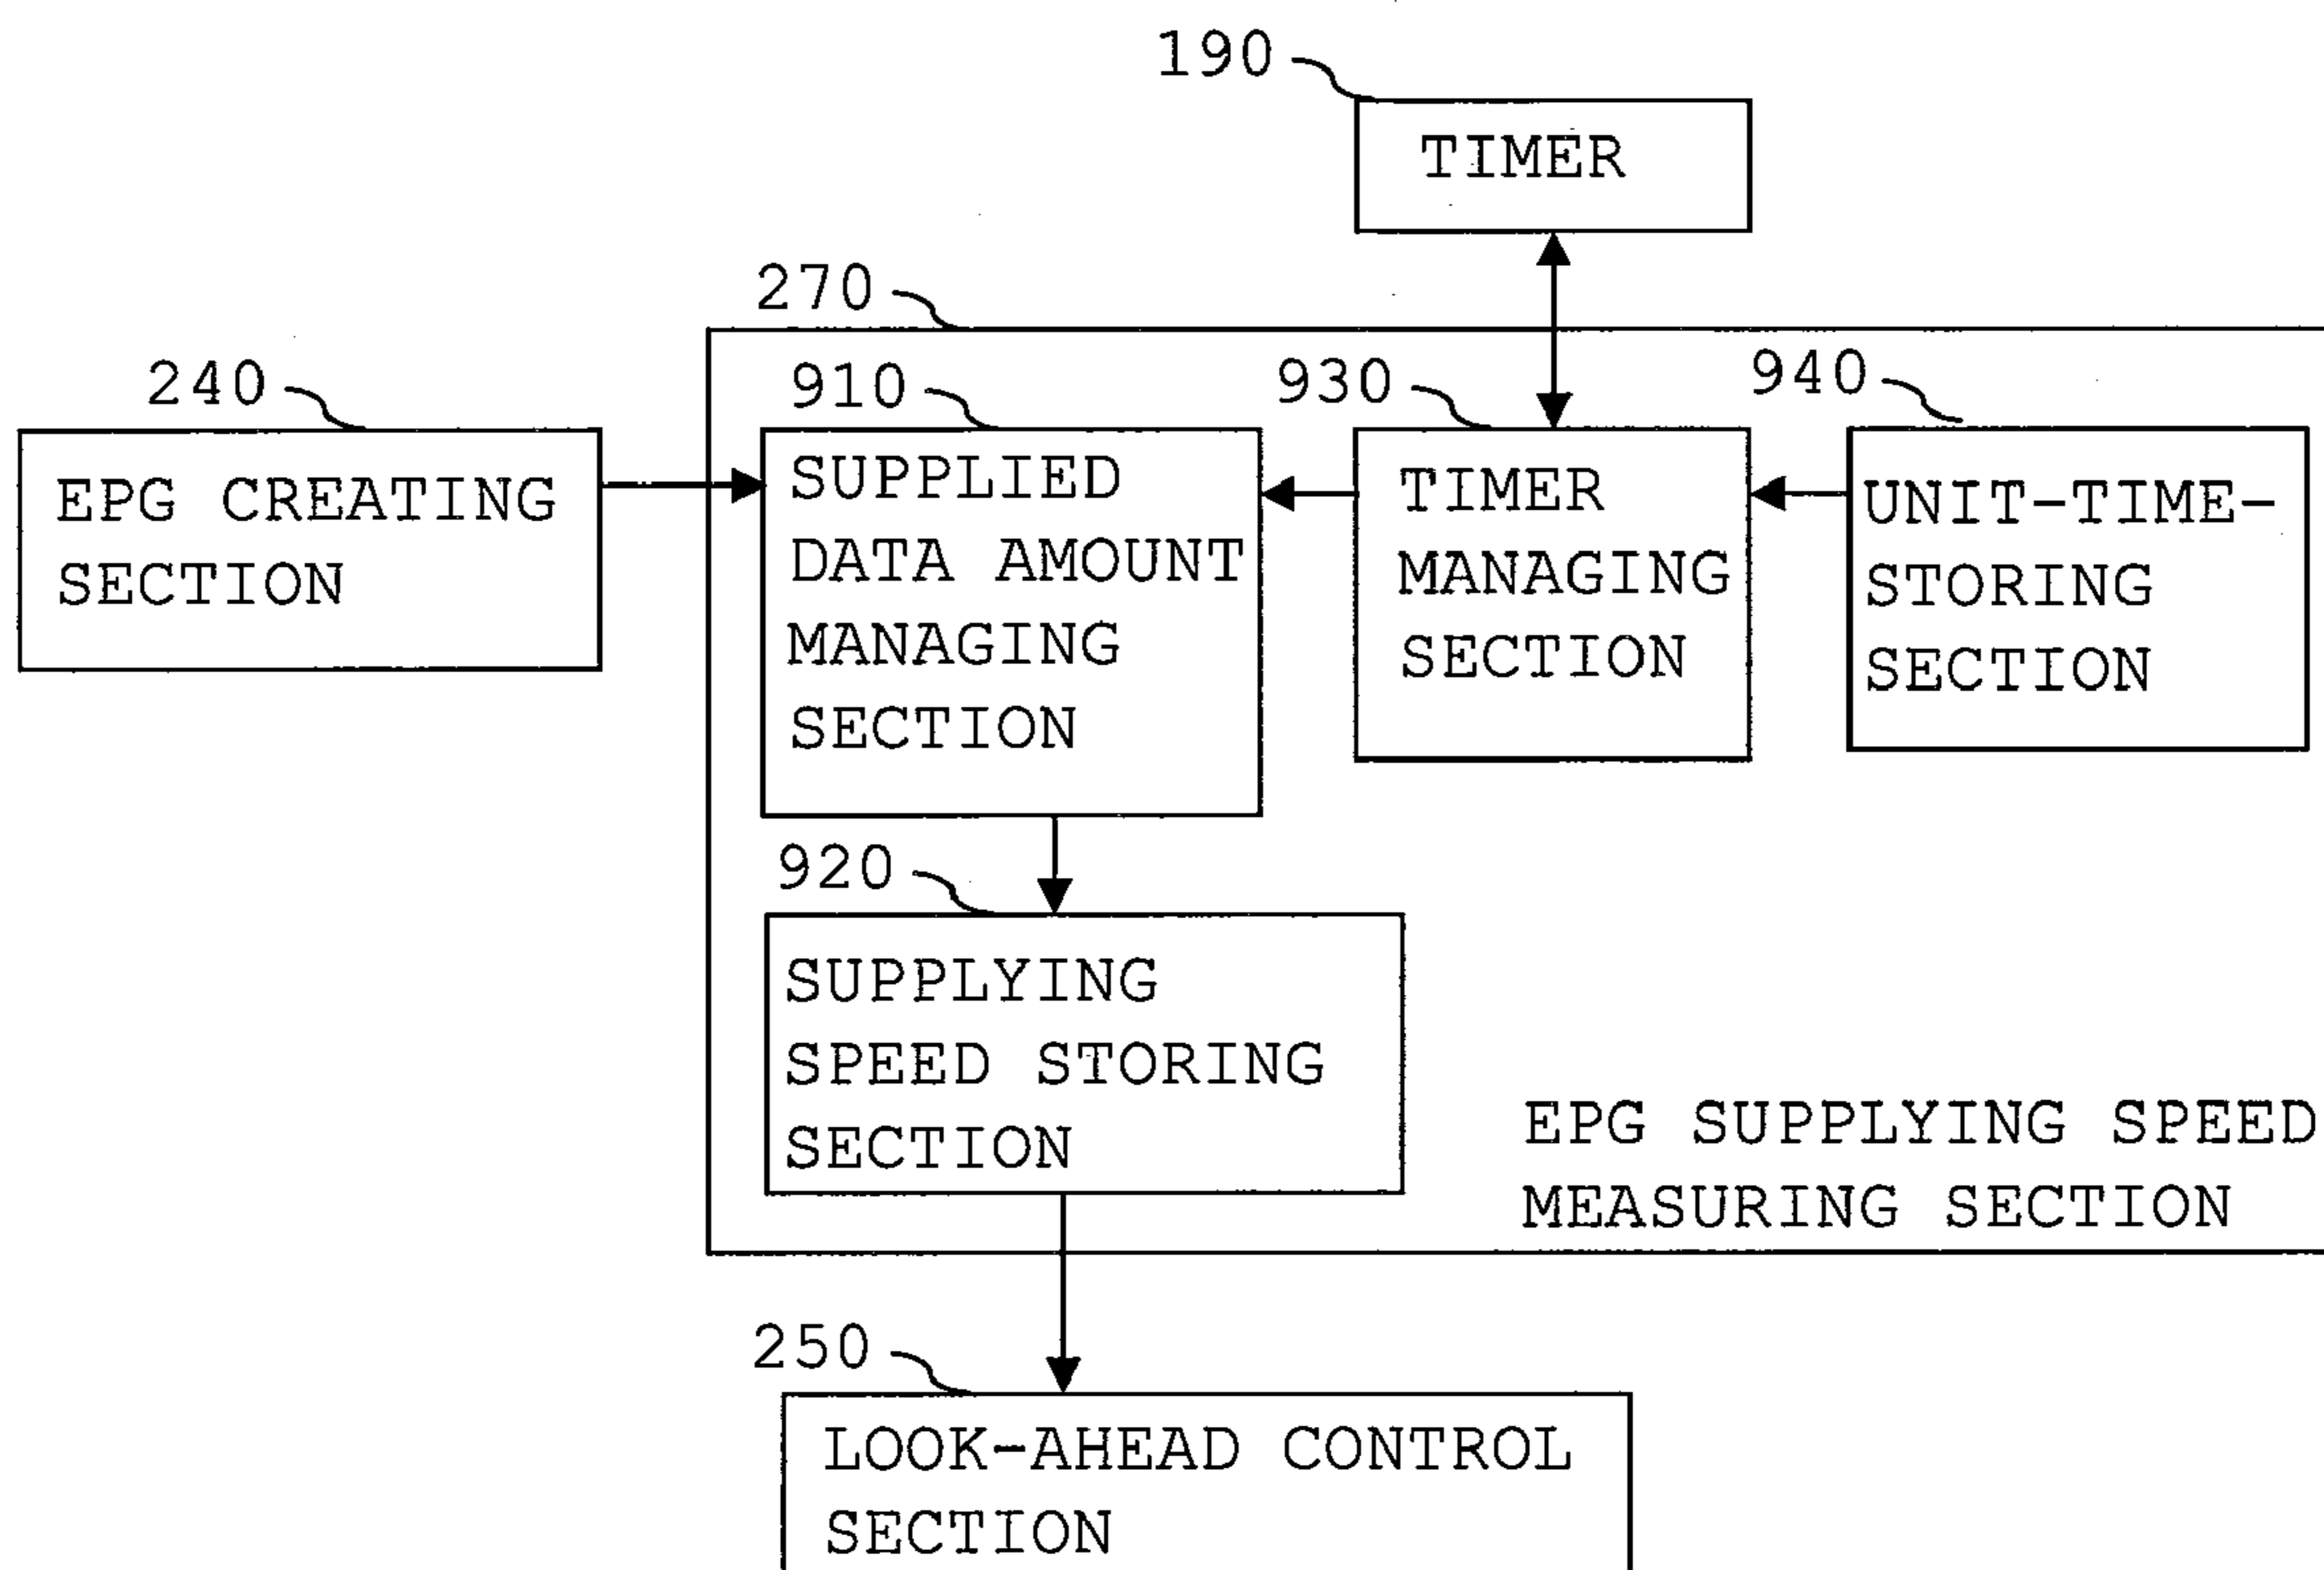 190
TIMER
270
240
910
930
940
EPG CREATING
SECTION
SUPPLIED
DATA AMOUNT
MANAGING
SECTION
TIMER
MANAGING
SECTION
UNIT-TIME-
STORING
SECTION
920
SUPPLYING
SPEED STORING
SECTION
EPG SUPPLYING SPEED
MEASURING SECTION
250
LOOK-AHEAD CONTROL
SECTION